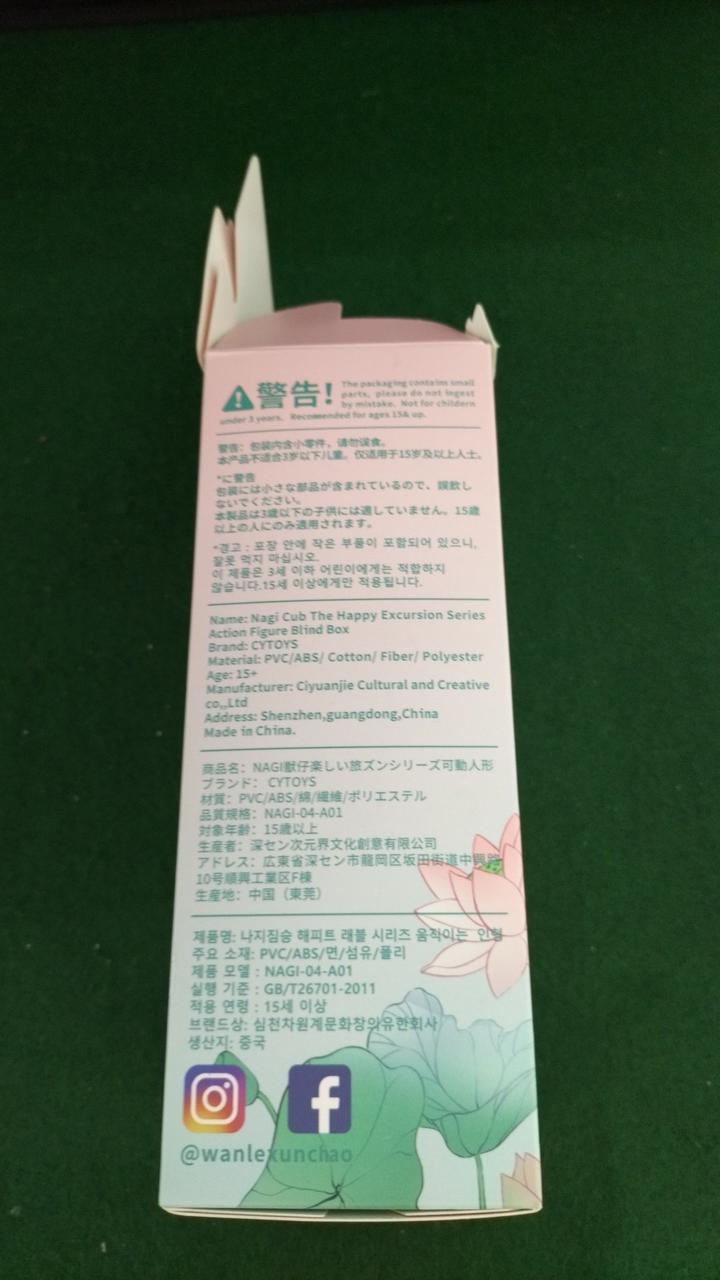 警告!
The packaging contains small
parts, please do not ingest
by mistake. Not for childern
under 3 years. Recommended for ages 15& up.
警告：包装内含小零件，请勿误食。
本产品不适合3岁以下儿童。仅适用于15岁及以上人士。
*に警告
包装には小さな部品が含まれているので、誤飲し
ないでください。
本製品は3歳以下の子供には適していません。15歳
以上の人にのみ適用されます。
*경고 : 포장 안에 작은 부품이 포함되어 있으니,
잘못 먹지 마십시오.
이 제품은 3세 이하 어린이에게는 적합하지
않습니다.15세 이상에게만 적용됩니다.
Name: Nagi Cub The Happy Excursion Series
Action Figure Blind Box
Brand: CYTOYS
Material: PVC/ABS/ Cotton/ Fiber/ Polyester
Age: 15+
Manufacturer: Ciyuanjie Cultural and Creative
co,,Ltd
Address: Shenzhen,guangdong,China
Made in China.
商品名：NAGI獣仔楽しい旅ズンシリーズ可動人形
ブランド： CYTOYS
材質：PVC/ABS/綿/繊維/ポリエステル
品質規格：NAGI-04-A01
対象年齢：15歳以上
生産者：深セン次元界文化創意有限公司
アドレス：広東省深セン市龍岡区坂田街道中興路
10号順興工業区F棟
生産地：中国（東莞）
제품명: 나지짐승 해피트 래블 시리즈 움직이는 인형
주요 소재: PVC/ABS/면/섬유/폴리
제품 모델 : NAGI-04-A01
실행 기준 : GB/T26701-2011
적용 연령 : 15세 이상
브랜드상: 심천차원계문화창의유한회사
생산지: 중국
@wanlexunchao